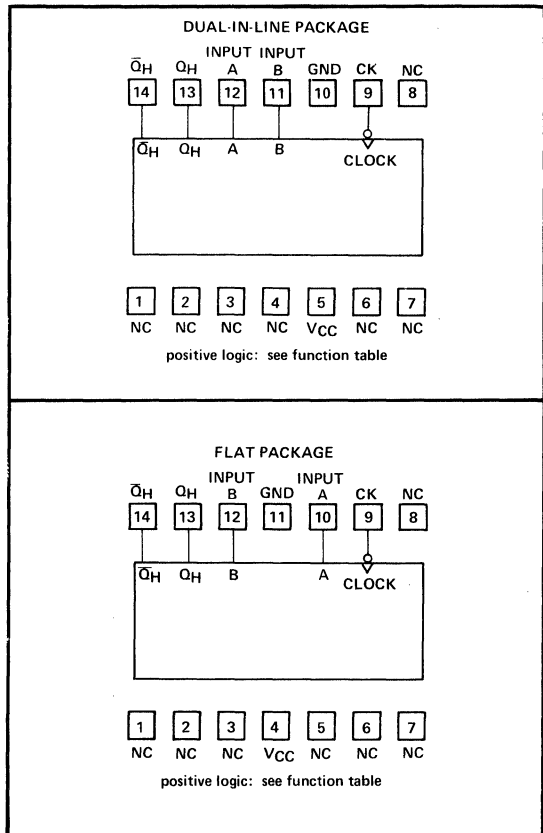 DUAL-IN-LINE PACKAGE
INPUT INPUT
Q̅H QH A B GND CK NC
14 13 12 11 10 9 8
Q̅H QH A B
CLOCK
1 2 3 4 5 6 7
NC NC NC NC VCC NC NC
positive logic: see function table
FLAT PACKAGE
INPUT INPUT
Q̅H QH B GND A CK NC
14 13 12 11 10 9 8
Q̅H QH B A
CLOCK
1 2 3 4 5 6 7
NC NC NC VCC NC NC NC
positive logic: see function table